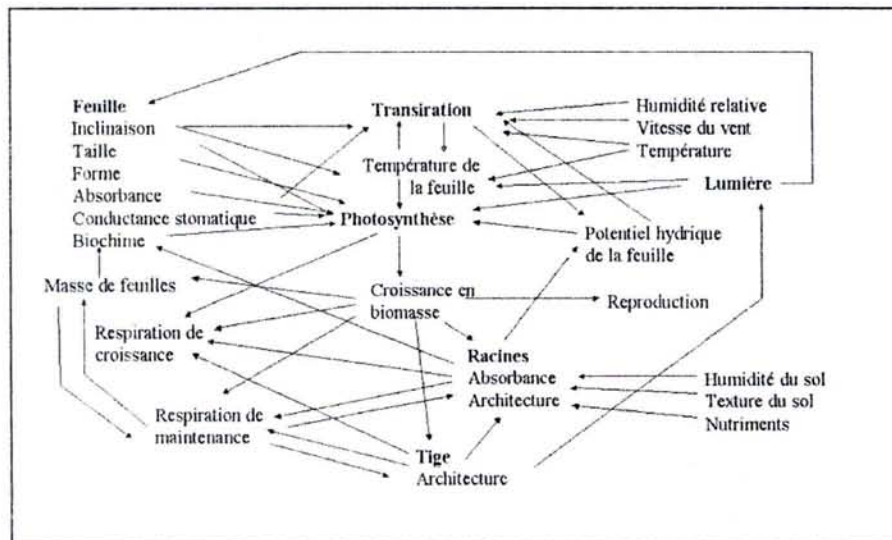 Feuille
Inclinaison
Taille
Forme
Absorbance
Conductance stomatique
Biochime
Masse de feuilles
Respiration de
croissance
Respiration de
maintenance
Transiration
Température de
la feuille
Photosynthèse
Croissance en
biomasse
Racines
Absorbance
Architecture
Tige
Architecture
Humidité relative
Vitesse du vent
Température
Lumière
Potentiel hydrique
de la feuille
Reproduction
Humidité du sol
Texture du sol
Nutriments